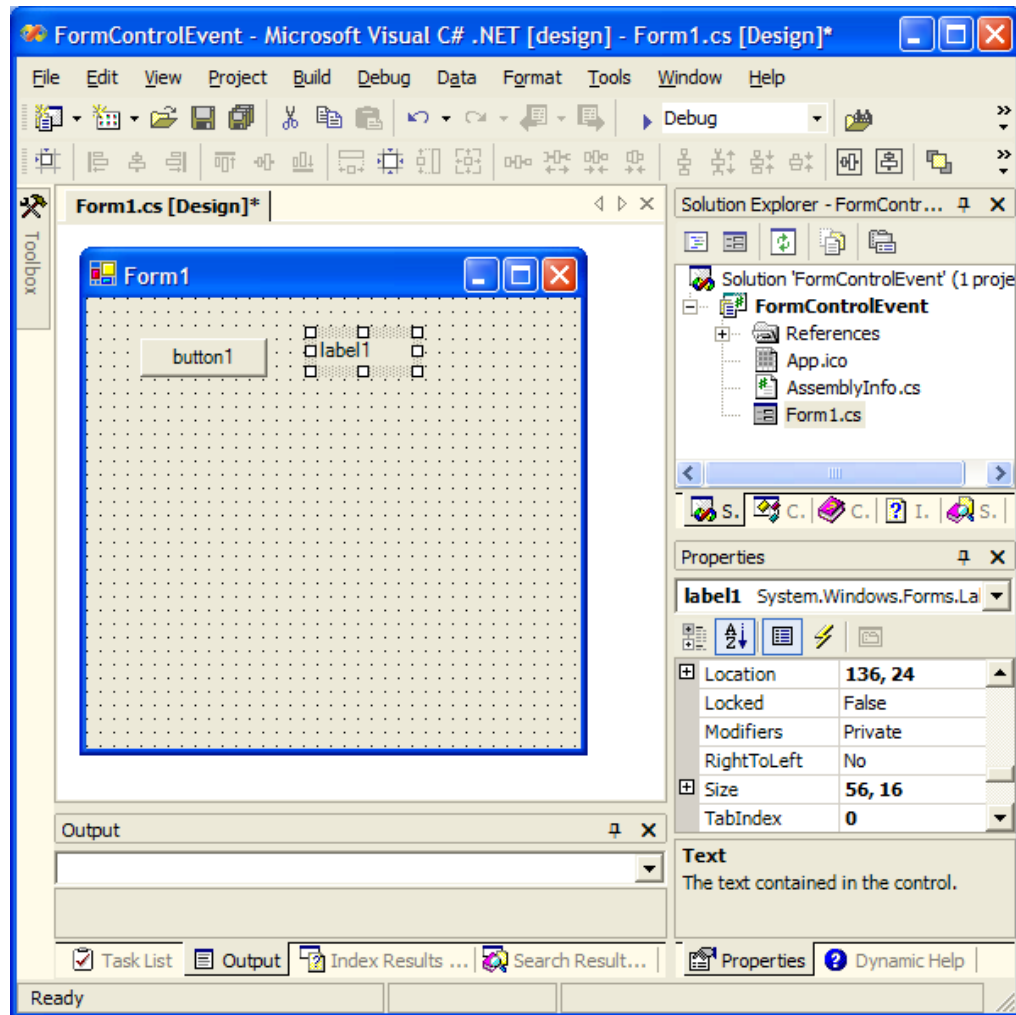 FormControlEvent - Microsoft Visual C# .NET [design] - Form1.cs [Design]*
File Edit View Project Build Debug Data Format Tools Window Help
Debug
Toolbox
Form1.cs [Design]*
Form1
button1
label1
Solution Explorer - FormContr...
Solution 'FormControlEvent' (1 proje
FormControlEvent
References
App.ico
AssemblyInfo.cs
Form1.cs
S. C. C. I. S.
Properties
label1 System.Windows.Forms.Lal
Location 136, 24
Locked False
Modifiers Private
RightToLeft No
Size 56, 16
TabIndex 0
Text
The text contained in the control.
Output
Task List Output Index Results ... Search Result...
Properties Dynamic Help
Ready